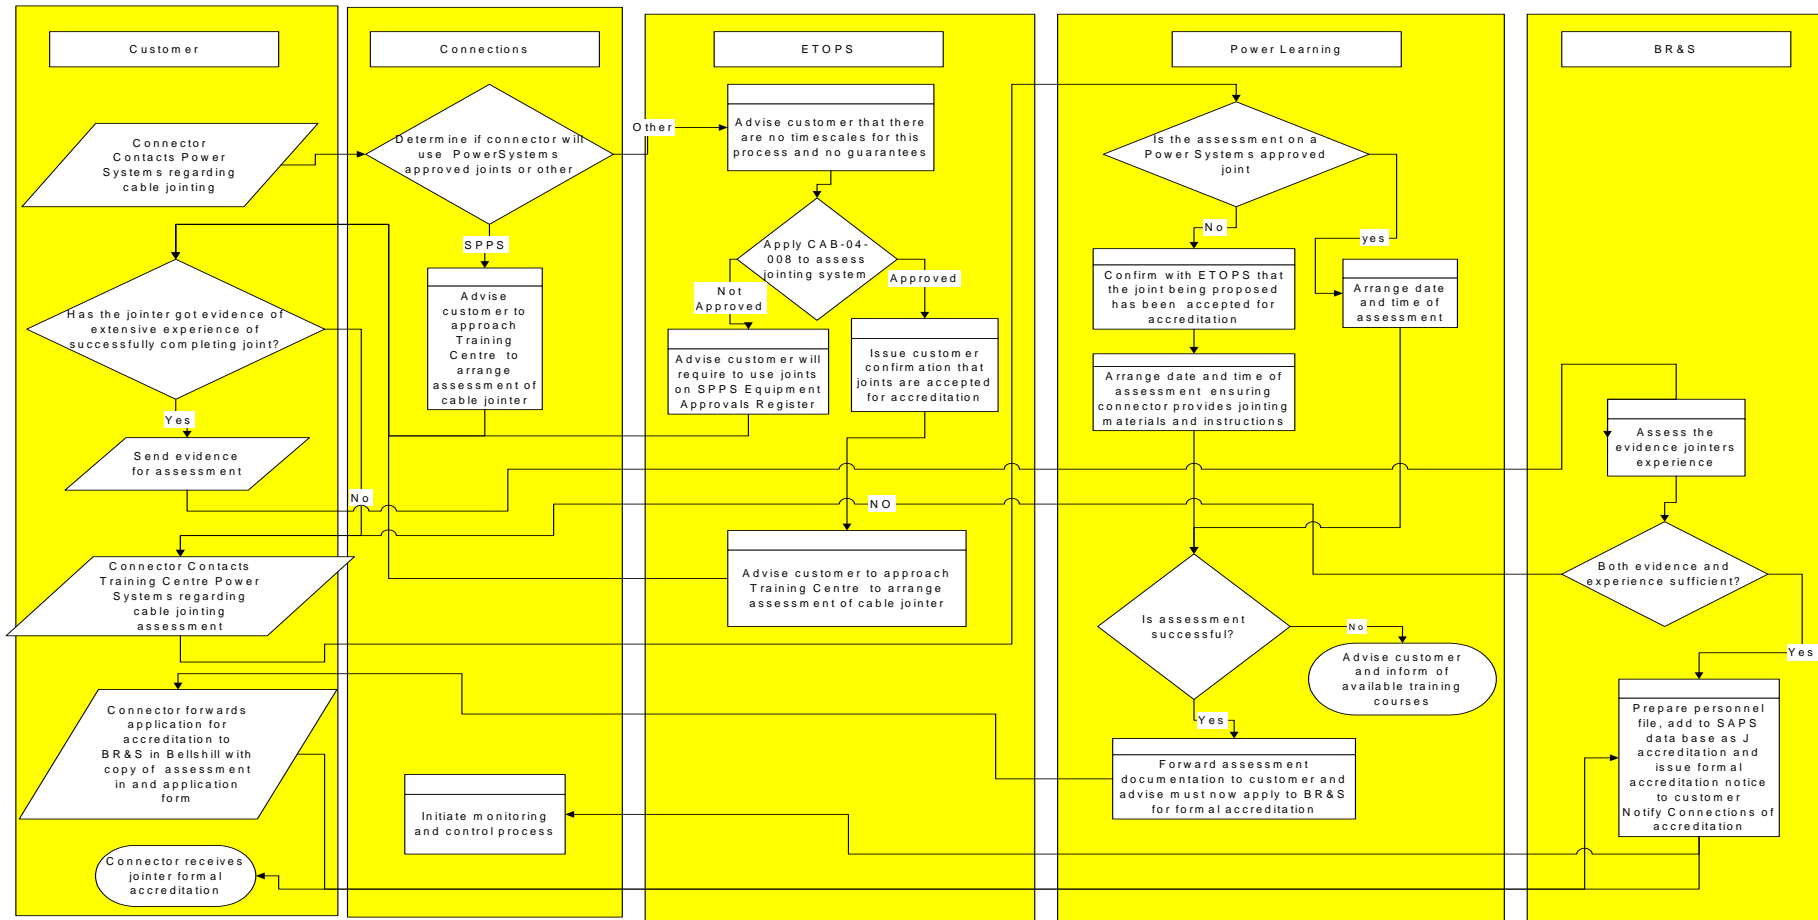 Customer
Connections
ETOPS
Power Learning
BR&S
Connector
Contacts Power
Systems regarding
cable jointing
Determine if connector will
use PowerSystems
approved joints or other
Other
SPPS
Advise
customer to
approach
Training
Centre to
arrange
assessment of
cable jointer
Advise customer that there
are no timescales for this
process and no guarantees
Apply CAB-04-
008 to assess
jointing system
Not
Approved
Approved
Advise customer will
require to use joints
on SPPS Equipment
Approvals Register
Issue customer
confirmation that
joints are accepted
for accreditation
Advise customer to approach
Training Centre to arrange
assessment of cable jointer
Has the jointer got evidence of
extensive experience of
successfully completing joint?
Yes
No
Send evidence
for assessment
NO
Connector Contacts
Training Centre Power
Systems regarding
cable jointing
assessment
Is the assessment on a
Power Systems approved
joint
No
yes
Confirm with ETOPS that
the joint being proposed
has been accepted for
accreditation
Arrange date
and time of
assessment
Arrange date and time of
assessment ensuring
connector provides jointing
materials and instructions
Is assessment
successful?
No
Advise customer
and inform of
available training
courses
Yes
Forward assessment
documentation to customer and
advise must now apply to BR&S
for formal accreditation
Assess the
evidence jointers
experience
Both evidence and
experience sufficient?
Yes
Prepare personnel
file, add to SAPS
data base as J
accreditation and
issue formal
accreditation notice
to customer
Notify Connections of
accreditation
Connector forwards
application for
accreditation to
BR&S in Bellshill with
copy of assessment
in and application
form
Initiate monitoring
and control process
Connector receives
jointer formal
accreditation